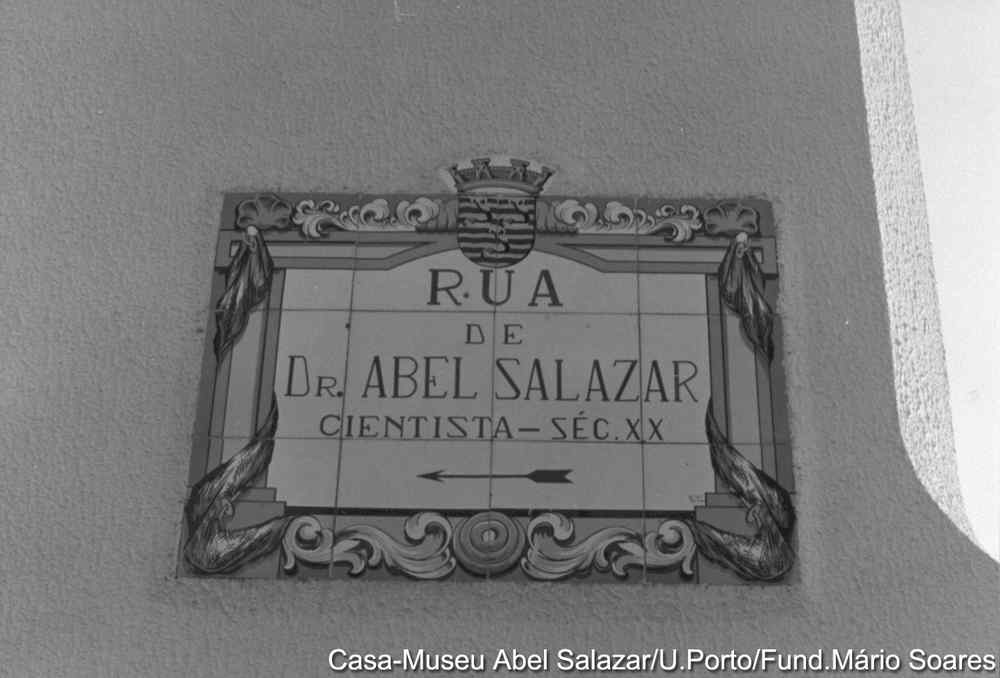 RUA
DE
DR. ABEL SALAZAR
CIENTISTA - SÉC. XX
Casa-Museu Abel Salazar/U.Porto/Fund.Mário Soares